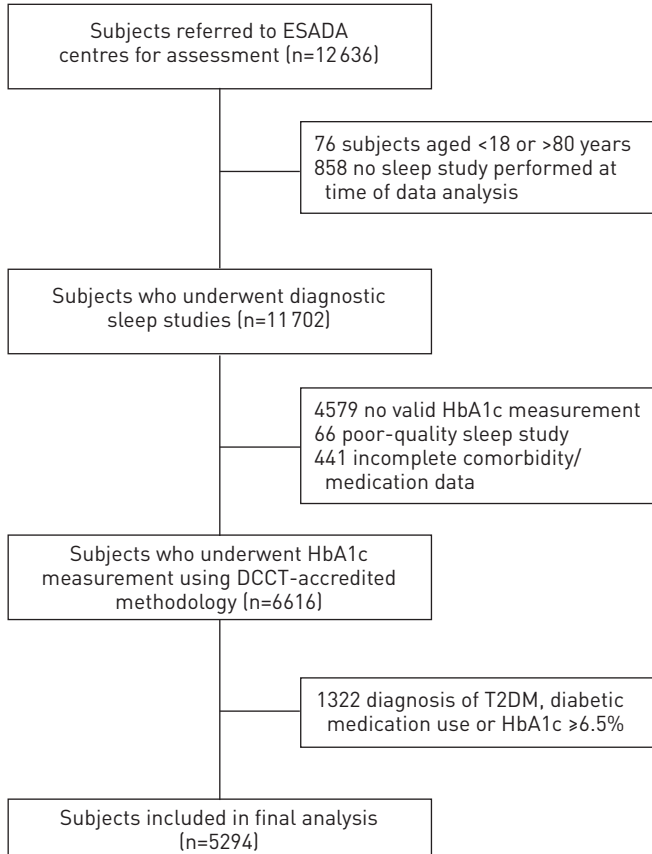 Subjects referred to ESADA
centres for assessment (n=12 636)
76 subjects aged <18 or >80 years
858 no sleep study performed at
time of data analysis
Subjects who underwent diagnostic
sleep studies (n=11 702)
4579 no valid HbA1c measurement
66 poor-quality sleep study
441 incomplete comorbidity/
medication data
Subjects who underwent HbA1c
measurement using DCCT-accredited
methodology (n=6616)
1322 diagnosis of T2DM, diabetic
medication use or HbA1c ≥6.5%
Subjects included in final analysis
(n=5294)